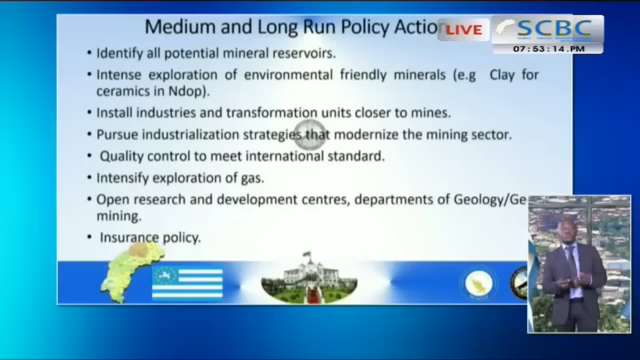 Medium and Long Run Policy Action
LIVE
SCBC
07:53:14 PM
• Identify all potential mineral reservoirs.
• Intense exploration of environmental friendly minerals (e.g Clay for
ceramics in Ndop).
• Install industries and transformation units closer to mines.
• Pursue industrialization strategies that modernize the mining sector.
• Quality control to meet international standard.
• Intensify exploration of gas.
• Open research and development centres, departments of Geology/Ge
mining.
• Insurance policy.